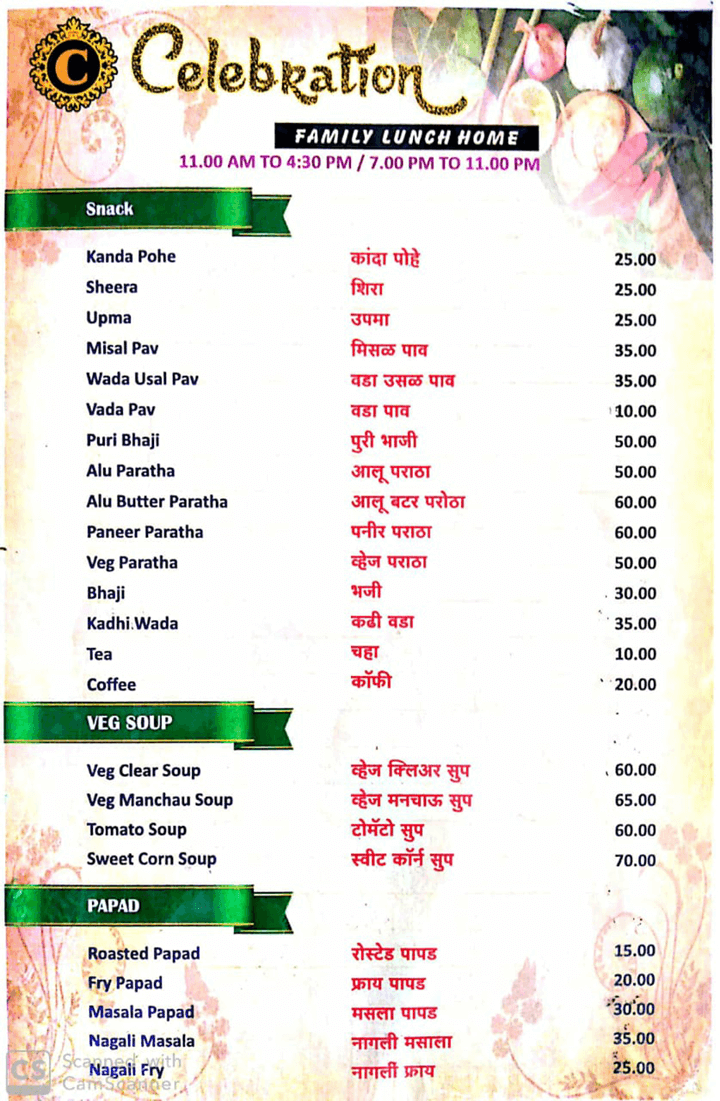 C Celebration
FAMILY LUNCH HOME
11.00 AM TO 4:30 PM / 7.00 PM TO 11.00 PM
Snack
Kanda Pohe कांदा पोहे 25.00
Sheera शिरा 25.00
Upma उपमा 25.00
Misal Pav मिसळ पाव 35.00
Wada Usal Pav वडा उसळ पाव 35.00
Vada Pav वडा पाव 10.00
Puri Bhaji पुरी भाजी 50.00
Alu Paratha आलू पराठा 50.00
Alu Butter Paratha आलू बटर परोठा 60.00
Paneer Paratha पनीर पराठा 60.00
Veg Paratha व्हेज पराठा 50.00
Bhaji भजी 30.00
Kadhi Wada कढी वडा 35.00
Tea चहा 10.00
Coffee कॉफी 20.00
VEG SOUP
Veg Clear Soup व्हेज क्लिअर सुप 60.00
Veg Manchau Soup व्हेज मनचाऊ सुप 65.00
Tomato Soup टोमॅटो सुप 60.00
Sweet Corn Soup स्वीट कॉर्न सुप 70.00
PAPAD
Roasted Papad रोस्टेड पापड 15.00
Fry Papad फ्राय पापड 20.00
Masala Papad मसला पापड 30.00
Nagali Masala नागली मसाला 35.00
Nagali Fry नागली फ्राय 25.00
CS Scanned with
CamScanner